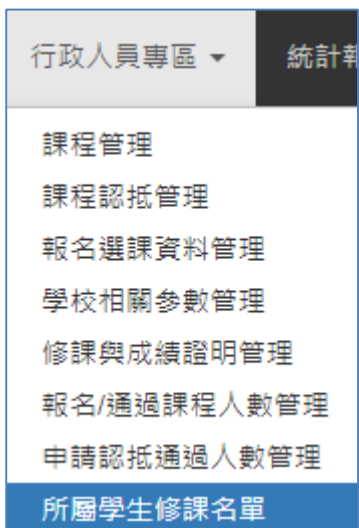 行政人員專區 統計
課程管理
課程認抵管理
報名選課資料管理
學校相關參數管理
修課與成績證明管理
報名/通過課程人數管理
申請認抵通過人數管理
所屬學生修課名單